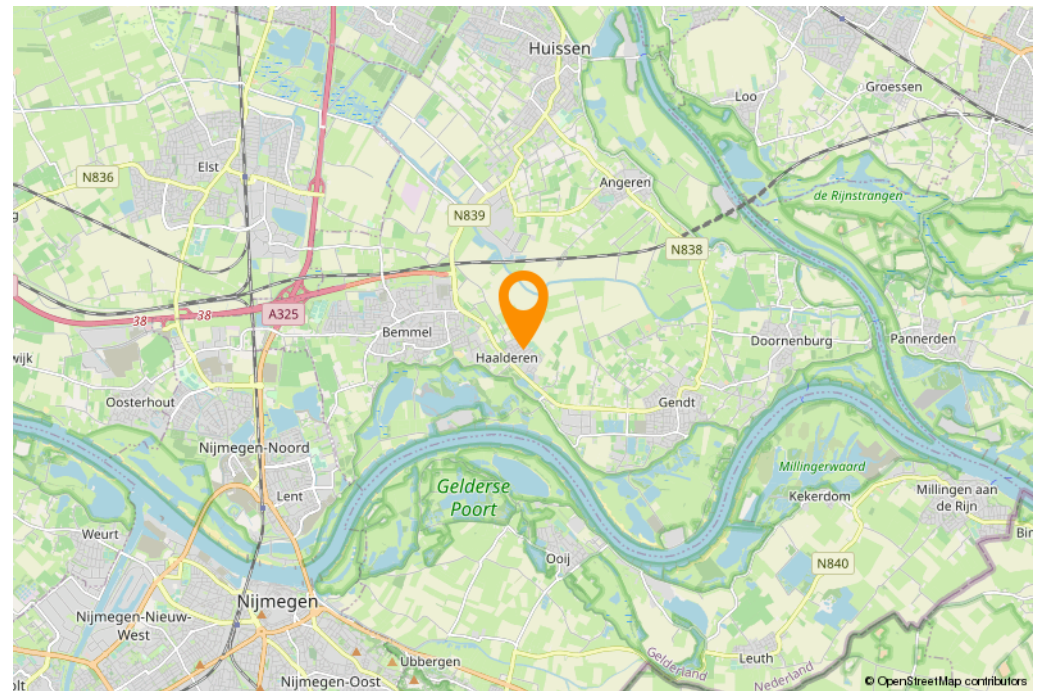 Huissen
Loo
Groessen
Elst
N836
Angeren
de Rijnstrangen
N839
N838
A325
38
38
Bemmel
Doornenburg
Pannerden
Haalderen
wijk
Oosterhout
Gendt
Nijmegen-Noord
Gelderse
Poort
Millingerwaard
Lent
Kekerdom
Millingen aan
de Rijn
Weurt
Bin
Ooij
N840
Nijmegen
Nijmegen-Nieuw-
West
Leuth
Ubbergen
Gelderland
Nederland
Nijmegen-Oost
olt
© OpenStreetMap contributors